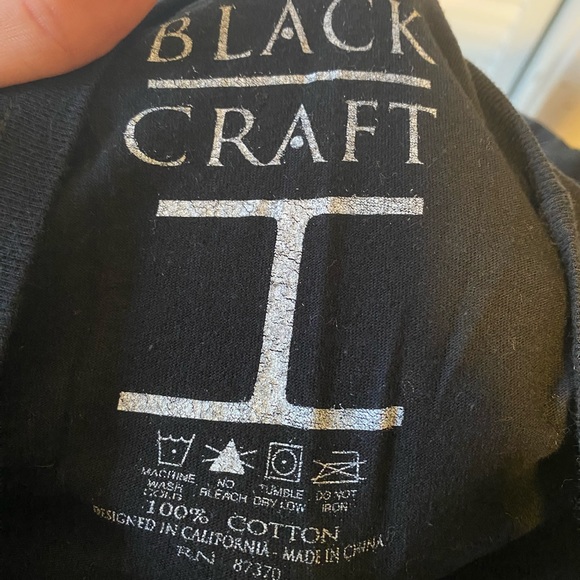 BLACK
CRAFT
I
MACHINE WASH COLD
NO BLEACH
TUMBLE DRY LOW
DO NOT IRON
100% COTTON
DESIGNED IN CALIFORNIA - MADE IN CHINA
RN 87370